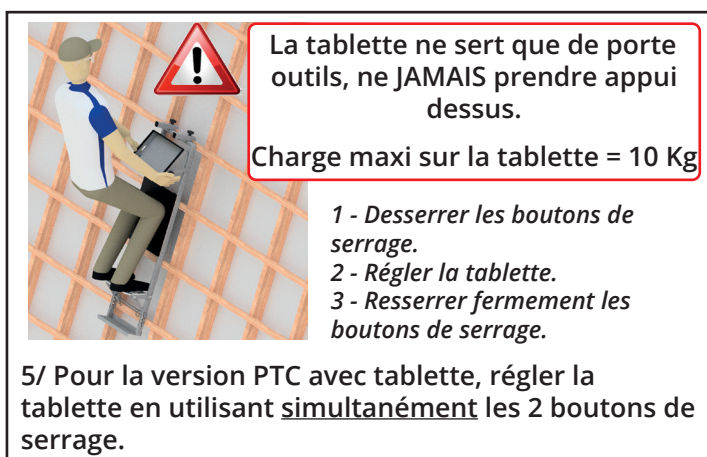 La tablette ne sert que de porte
outils, ne JAMAIS prendre appui
dessus.
Charge maxi sur la tablette = 10 Kg
1 - Desserrer les boutons de
serrage.
2 - Régler la tablette.
3 - Resserrer fermement les
boutons de serrage.
5/ Pour la version PTC avec tablette, régler la
tablette en utilisant simultanément les 2 boutons de
serrage.